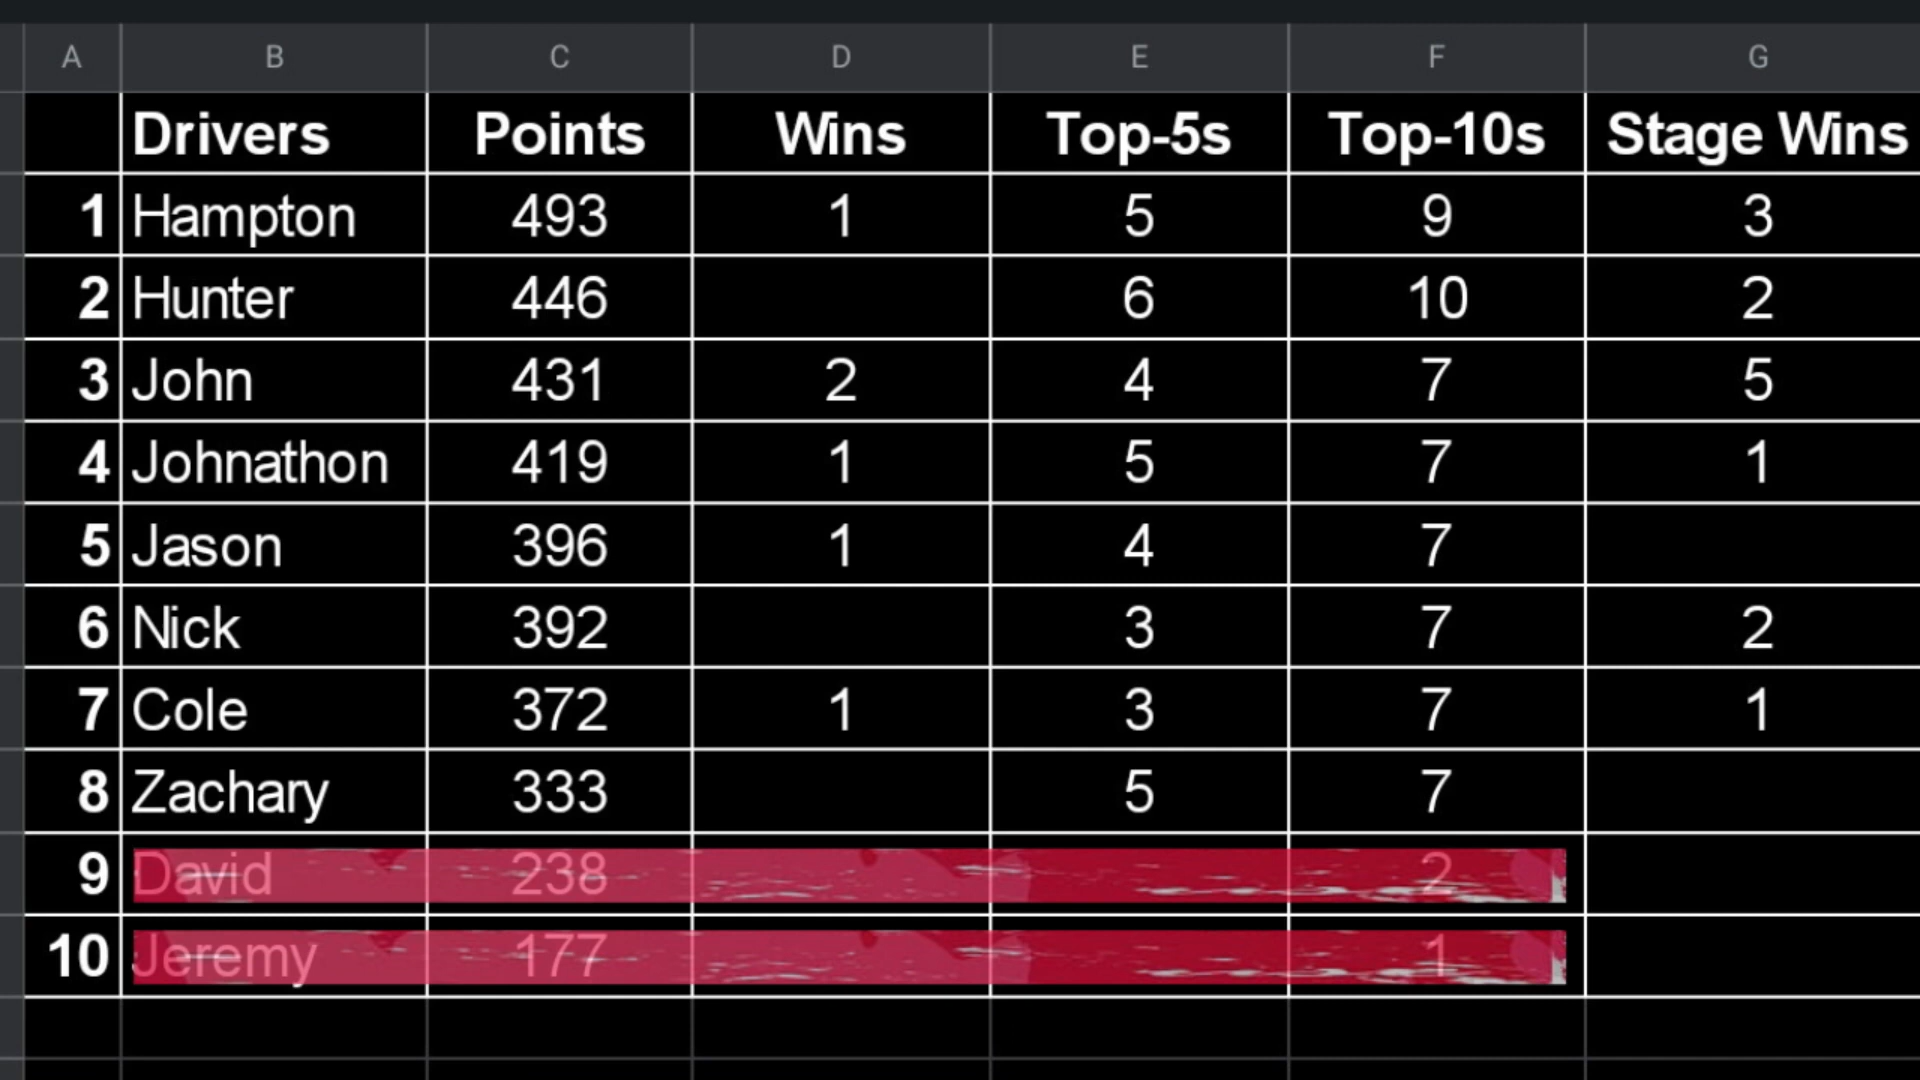 A B C D E F G
Drivers Points Wins Top-5s Top-10s Stage Wins
1 Hampton 493 1 5 9 3
2 Hunter 446 6 10 2
3 John 431 2 4 7 5
4 Johnathon 419 1 5 7 1
5 Jason 396 1 4 7
6 Nick 392 3 7 2
7 Cole 372 1 3 7 1
8 Zachary 333 5 7
9 David 238 2
10 Jeremy 177 1